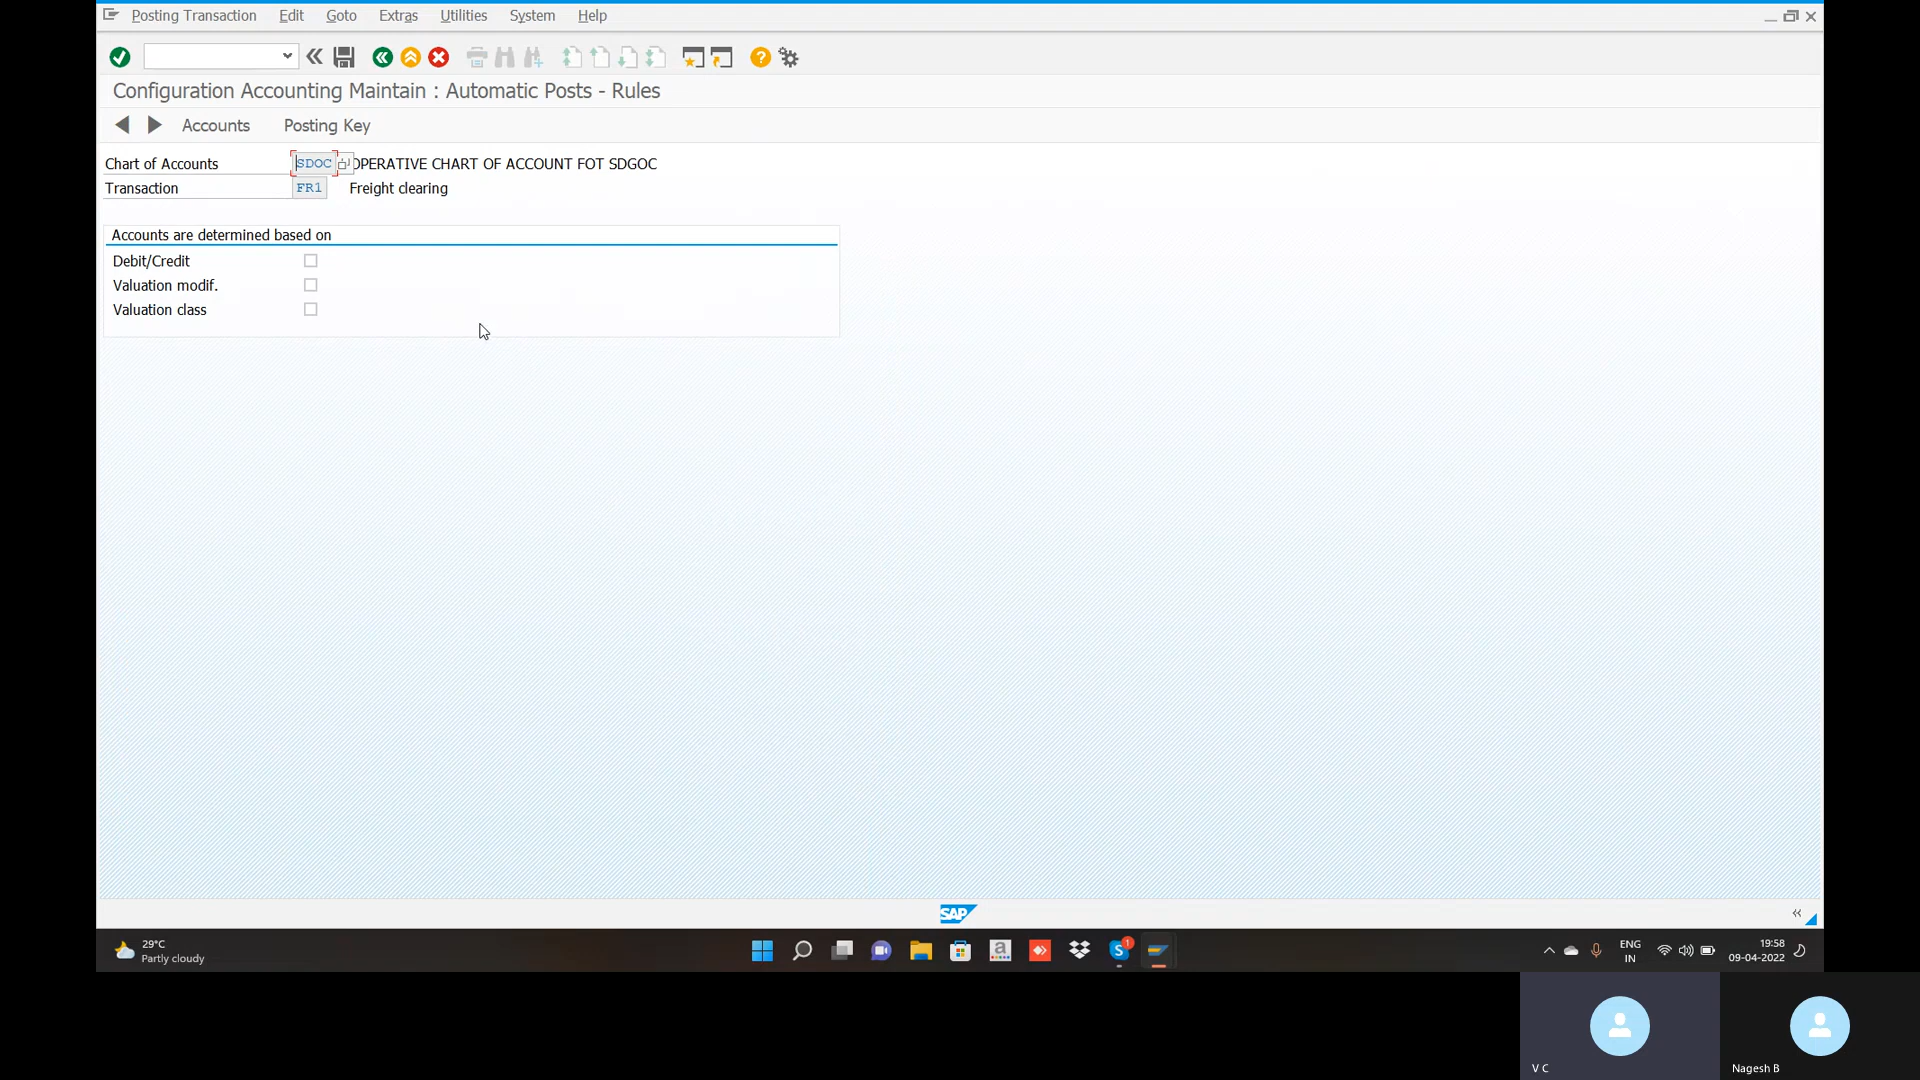 Posting Transaction Edit Goto Extras Utilities System Help
Configuration Accounting Maintain : Automatic Posts - Rules
Accounts Posting Key
Chart of Accounts SDOC OPERATIVE CHART OF ACCOUNT FOT SDGOC
Transaction FR1 Freight clearing
Accounts are determined based on
Debit/Credit
Valuation modif.
Valuation class
SAP
29°C
Partly cloudy
a
S
1
ENG
IN
19:58
09-04-2022
V C
Nagesh B